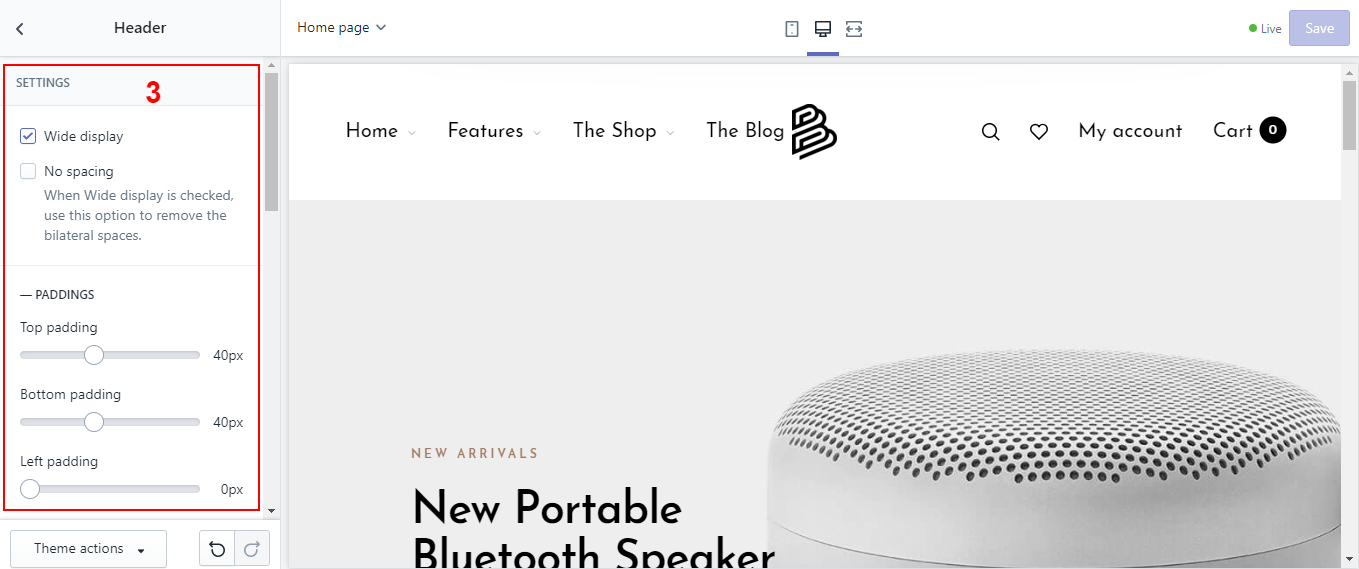 Header
Home page
Live
Save
SETTINGS
3
Wide display
No spacing
When Wide display is checked,
use this option to remove the
bilateral spaces.
— PADDINGS
Top padding
40px
Bottom padding
40px
Left padding
0px
Theme actions
Home
Features
The Shop
The Blog
My account
Cart
0
NEW ARRIVALS
New Portable
Bluetooth Speaker